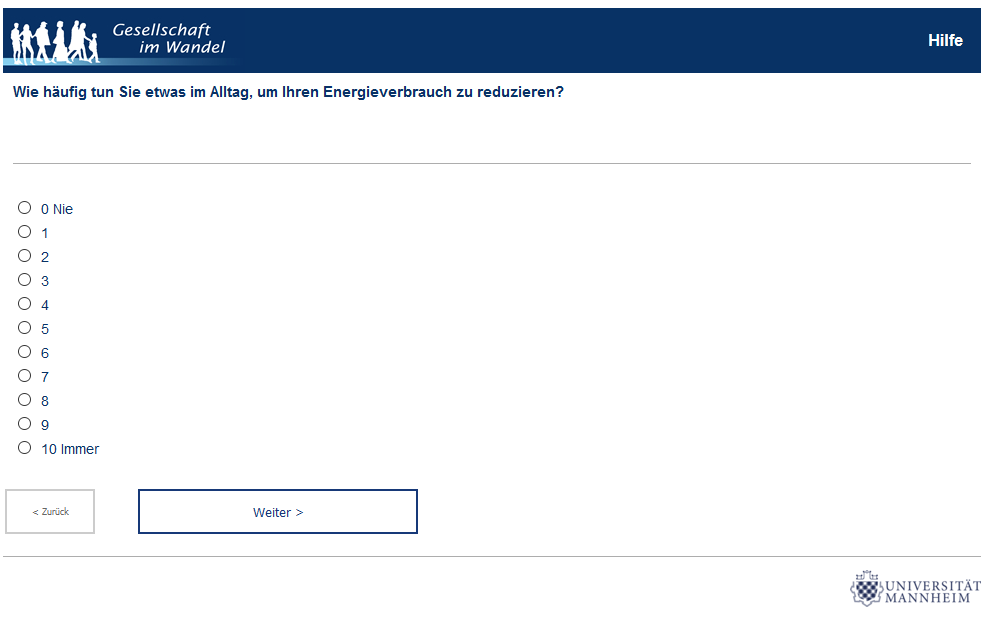 Gesellschaft
im Wandel
Hilfe
Wie häufig tun Sie etwas im Alltag, um Ihren Energieverbrauch zu reduzieren?
0 Nie
1
2
3
4
5
6
7
8
9
10 Immer
< Zurück
Weiter >
UNIVERSITÄT
MANNHEIM